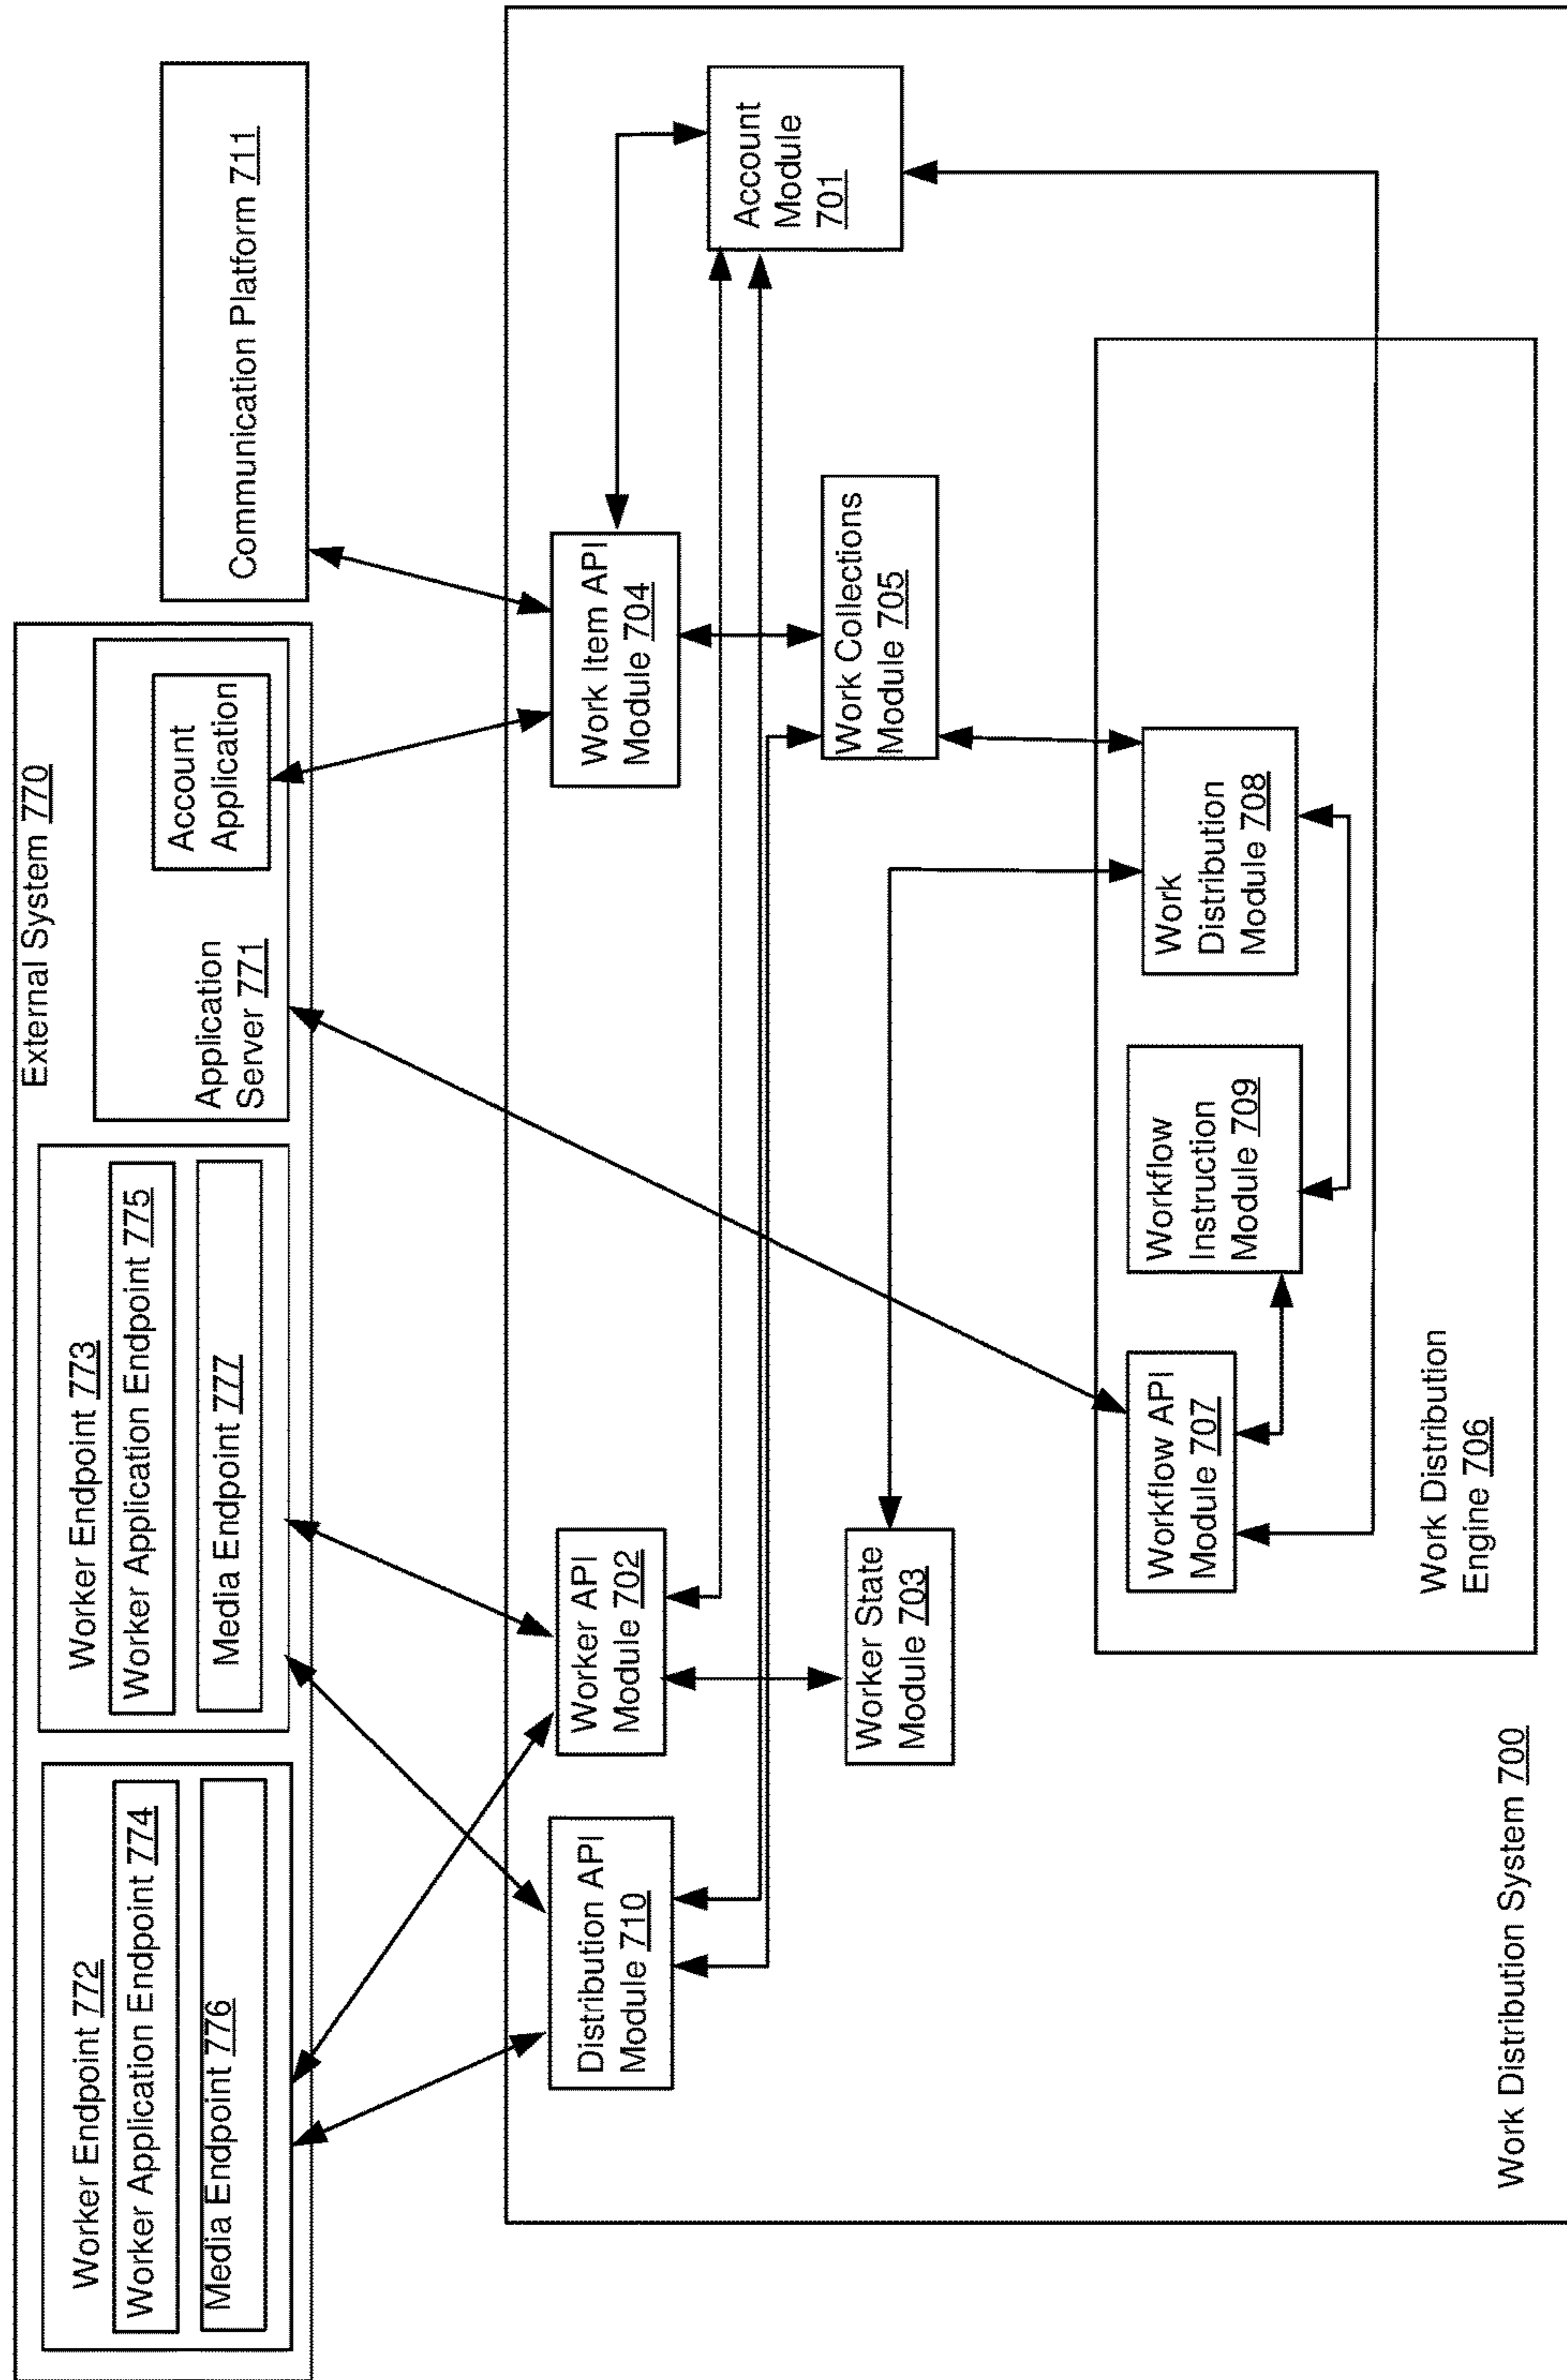 External System 770
Worker Endpoint 772
Worker Application Endpoint 774
Media Endpoint 776
Worker Endpoint 773
Worker Application Endpoint 775
Media Endpoint 777
Application
Server 771
Account
Application
Communication Platform 711
Distribution API
Module 710
Worker API
Module 702
Work Item API
Module 704
Account
Module
701
Worker State
Module 703
Work Collections
Module 705
Workflow API
Module 707
Workflow
Instruction
Module 709
Work
Distribution
Module 708
Work Distribution
Engine 706
Work Distribution System 700